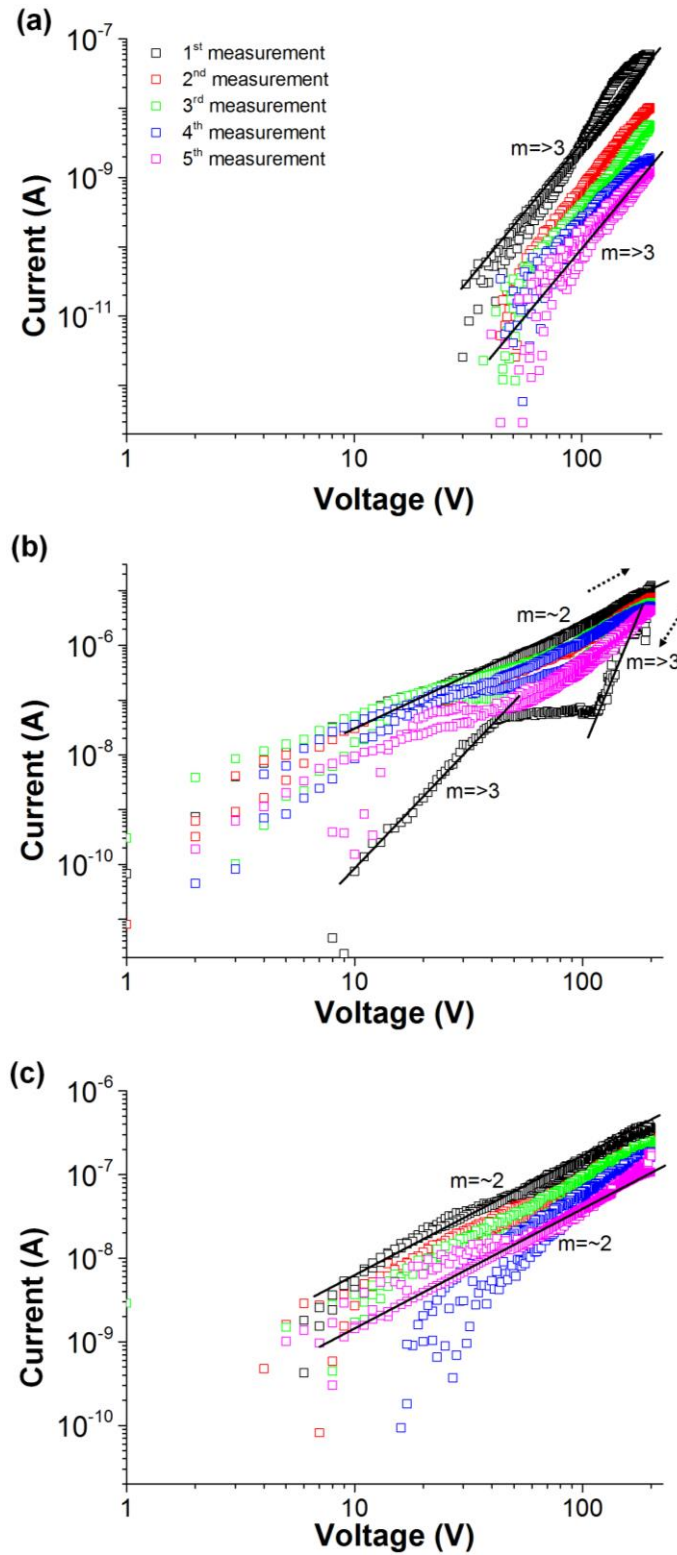 (a)
10^-7
10^-9
10^-11
Current (A)
1st measurement
2nd measurement
3rd measurement
4th measurement
5th measurement
m=>3
m=>3
1
10
100
Voltage (V)
(b)
10^-6
10^-8
10^-10
Current (A)
m=~2
m=>3
m=>3
1
10
100
Voltage (V)
(c)
10^-6
10^-7
10^-8
10^-9
10^-10
Current (A)
m=~2
m=~2
1
10
100
Voltage (V)